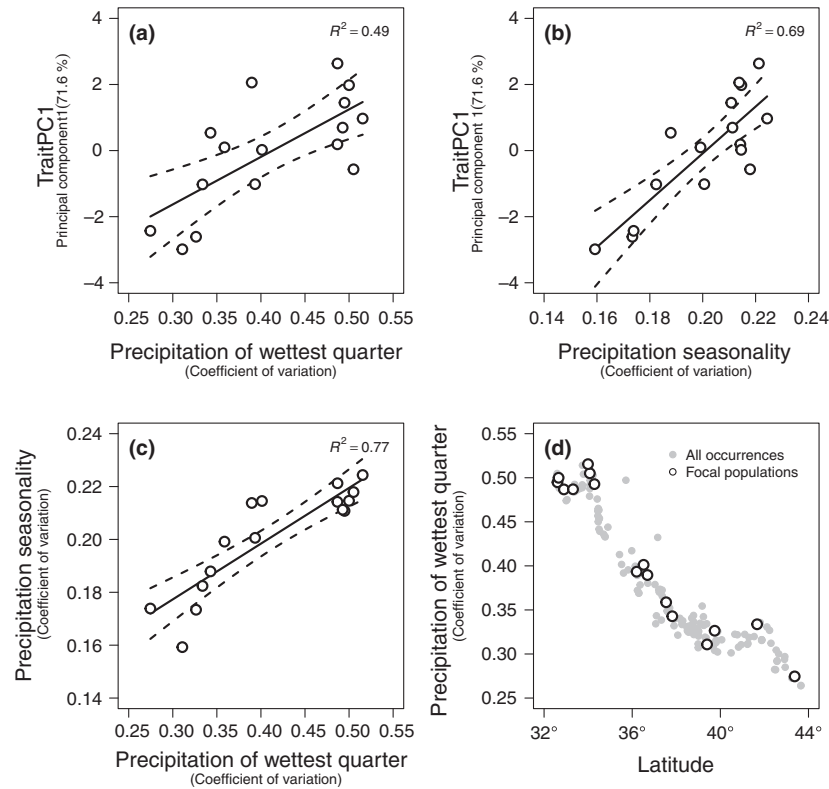 (a)
R² = 0.49
4
2
0
−2
−4
TraitPC1
Principal component1(71.6 %)
0.25 0.30 0.35 0.40 0.45 0.50 0.55
Precipitation of wettest quarter
(Coefficient of variation)
(b)
R² = 0.69
4
2
0
−2
−4
TraitPC1
Principal component 1(71.6 %)
0.14 0.16 0.18 0.20 0.22 0.24
Precipitation seasonality
(Coefficient of variation)
(c)
R² = 0.77
0.24
0.22
0.20
0.18
0.16
0.14
Precipitation seasonality
(Coefficient of variation)
0.25 0.30 0.35 0.40 0.45 0.50 0.55
Precipitation of wettest quarter
(Coefficient of variation)
(d)
All occurrences
Focal populations
0.55
0.50
0.45
0.40
0.35
0.30
0.25
Precipitation of wettest quarter
(Coefficient of variation)
32° 36° 40° 44°
Latitude